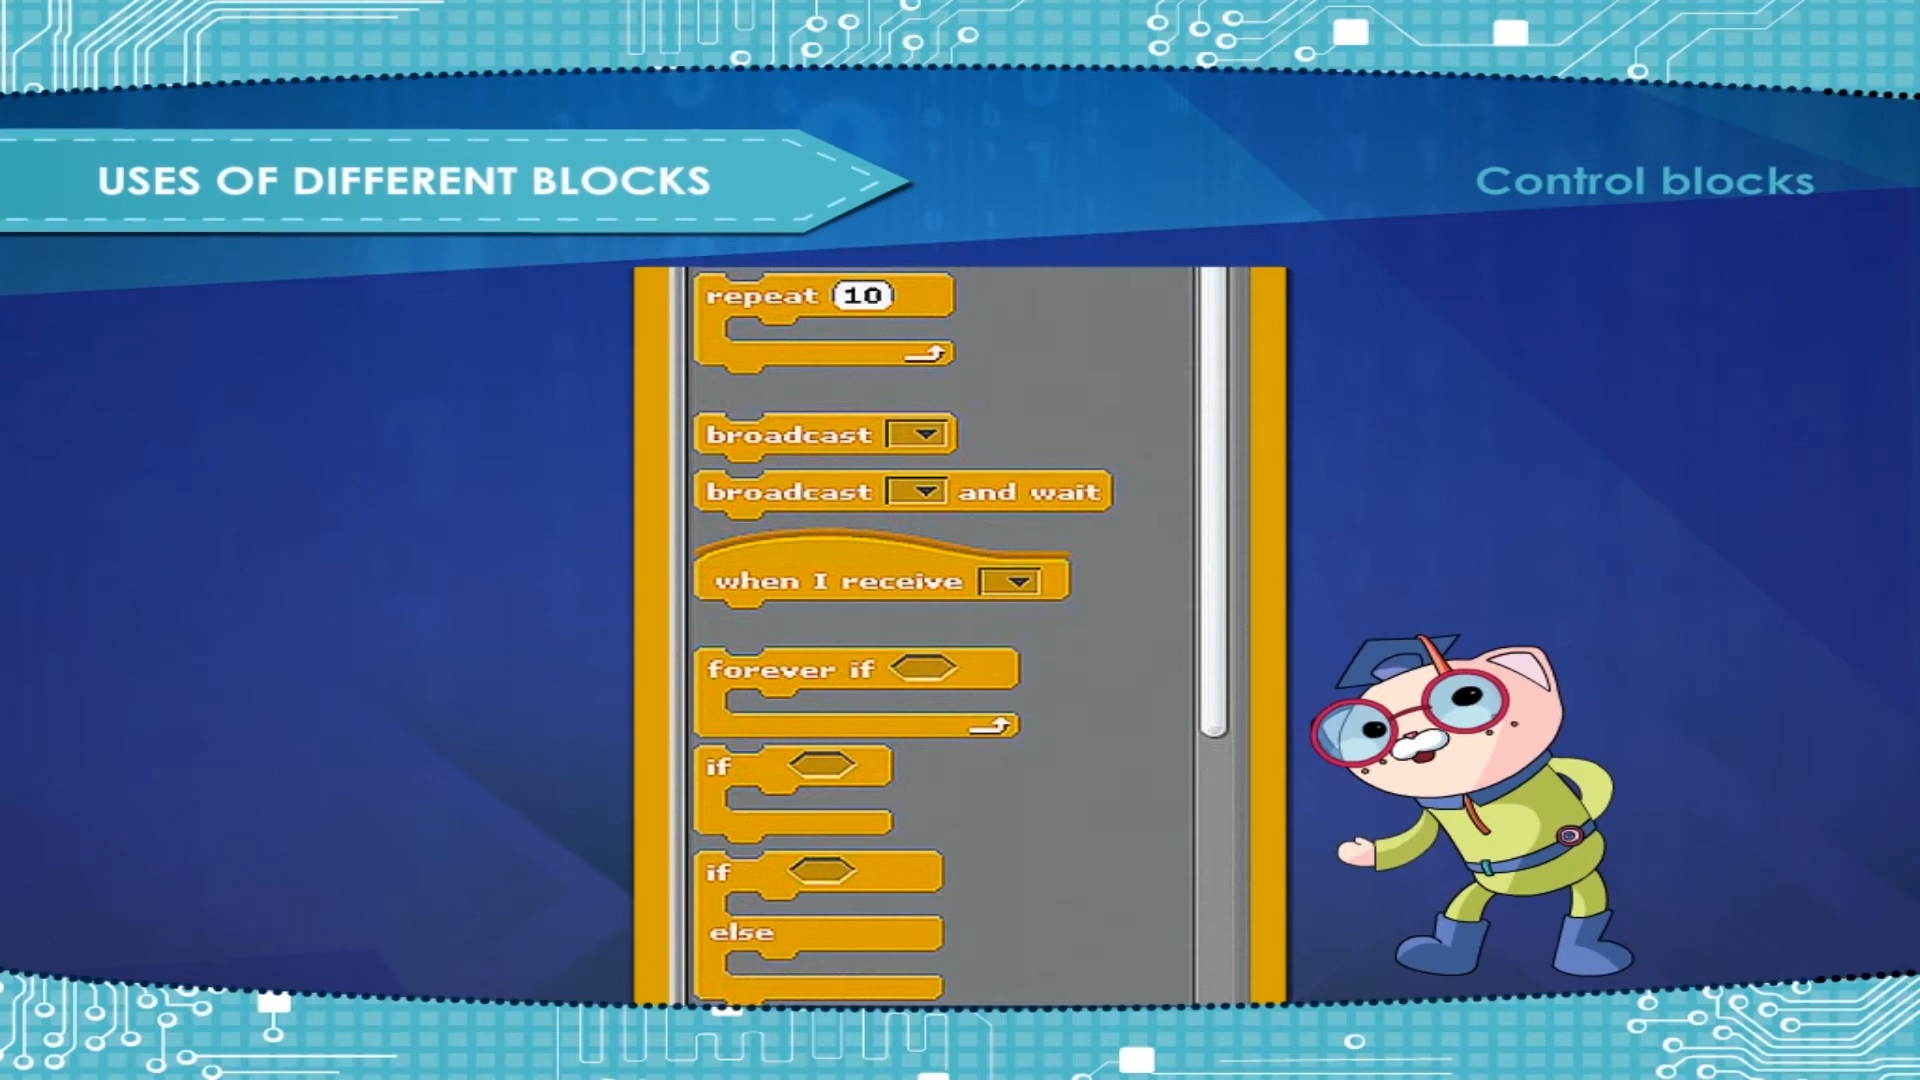 USES OF DIFFERENT BLOCKS
Control blocks
repeat 10
broadcast
broadcast and wait
when I receive
forever if
if
if
else